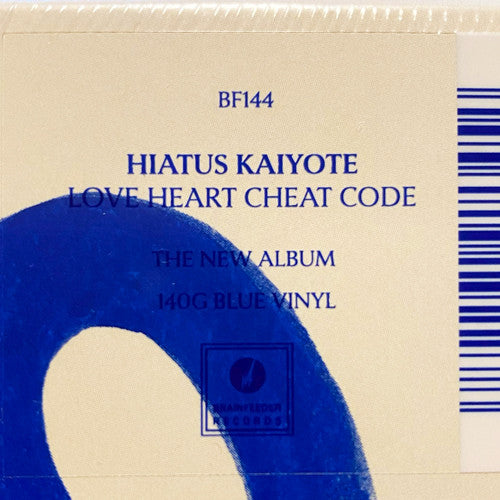 BF144
HIATUS KAIYOTE
LOVE HEART CHEAT CODE
THE NEW ALBUM
140G BLUE VINYL
BRAINFEEDER
RECORDS